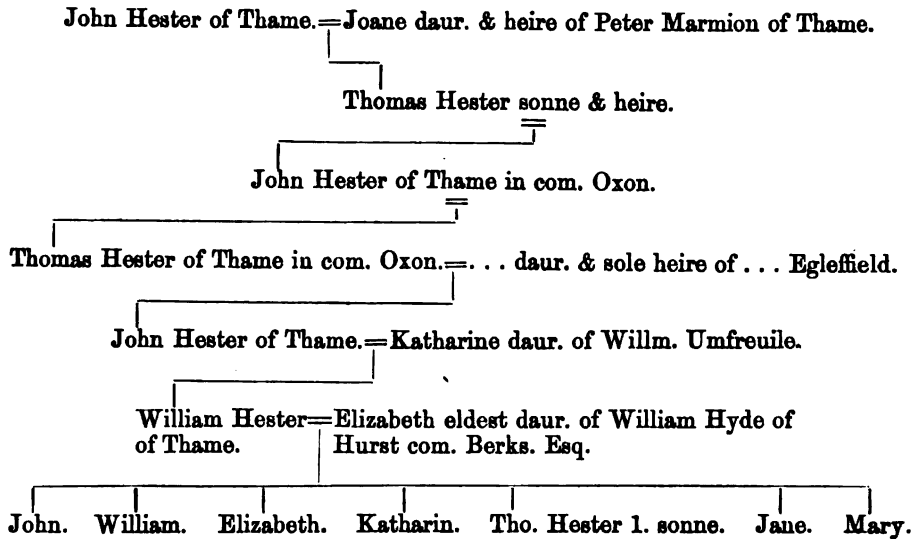 John Hester of Thame.=Joane daur. & heire of Peter Marmion of Thame.
Thomas Hester sonne & heire.
=
John Hester of Thame in com. Oxon.
=
Thomas Hester of Thame in com. Oxon.=... daur. & sole heire of ... Egleffield.
John Hester of Thame.=Katharine daur. of Willm. Umfreuile.
William Hester=Elizabeth eldest daur. of William Hyde of
of Thame. Hurst com. Berks. Esq.
John. William. Elizabeth. Katharin. Tho. Hester 1. sonne. Jane. Mary.